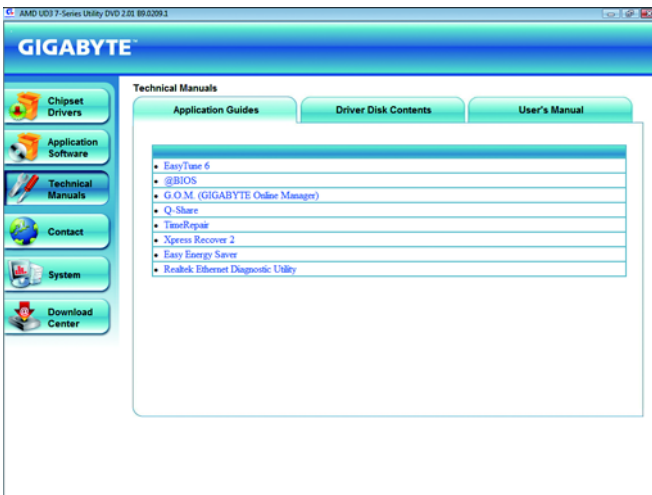 AMD UD3 7-Series Utility DVD 2.01 B9.0209.1
GIGABYTE™
Technical Manuals
Application Guides
Driver Disk Contents
User's Manual
Chipset
Drivers
Application
Software
Technical
Manuals
Contact
System
Download
Center
• EasyTune 6
• @BIOS
• G.O.M. (GIGABYTE Online Manager)
• Q-Share
• TimeRepair
• Xpress Recover 2
• Easy Energy Saver
• Realtek Ethernet Diagnostic Utility